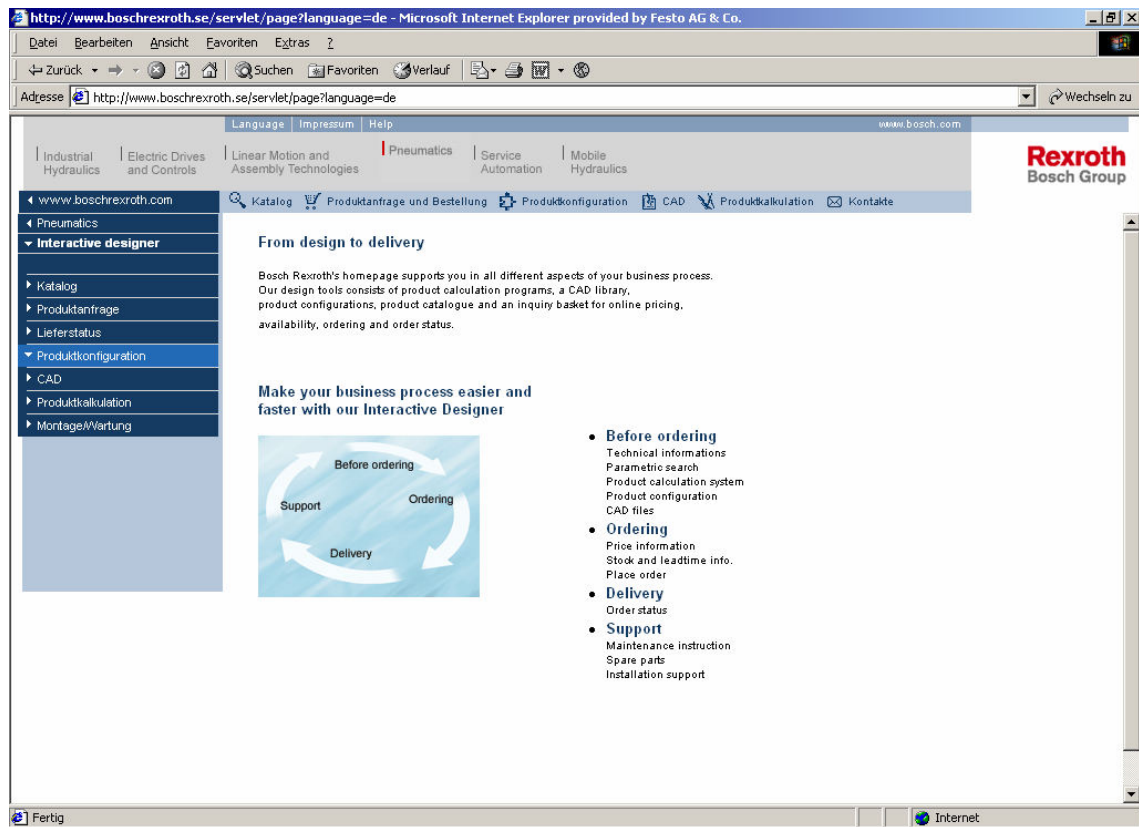 http://www.boschrexroth.se/servlet/page?language=de - Microsoft Internet Explorer provided by Festo AG & Co.
Datei Bearbeiten Ansicht Favoriten Extras ?
Zurück Suchen Favoriten Verlauf
Adresse http://www.boschrexroth.se/servlet/page?language=de Wechseln zu
Language | Impressum | Help www.bosch.com
Industrial Hydraulics
Electric Drives and Controls
Linear Motion and Assembly Technologies
Pneumatics
Service Automation
Mobile Hydraulics
Rexroth
Bosch Group
www.boschrexroth.com
Katalog Produktanfrage und Bestellung Produktkonfiguration CAD Produktkalkulation Kontakte
Pneumatics
Interactive designer
Katalog
Produktanfrage
Lieferstatus
Produktkonfiguration
CAD
Produktkalkulation
Montage/Wartung
From design to delivery
Bosch Rexroth's homepage supports you in all different aspects of your business process.
Our design tools consists of product calculation programs, a CAD library,
product configurations, product catalogue and an inquiry basket for online pricing,
availability, ordering and order status.
Make your business process easier and
faster with our Interactive Designer
Before ordering
Ordering
Delivery
Support
• Before ordering
Technical informations
Parametric search
Product calculation system
Product configuration
CAD files
• Ordering
Price information
Stock and leadtime info.
Place order
• Delivery
Order status
• Support
Maintenance instruction
Spare parts
Installation support
Fertig Internet